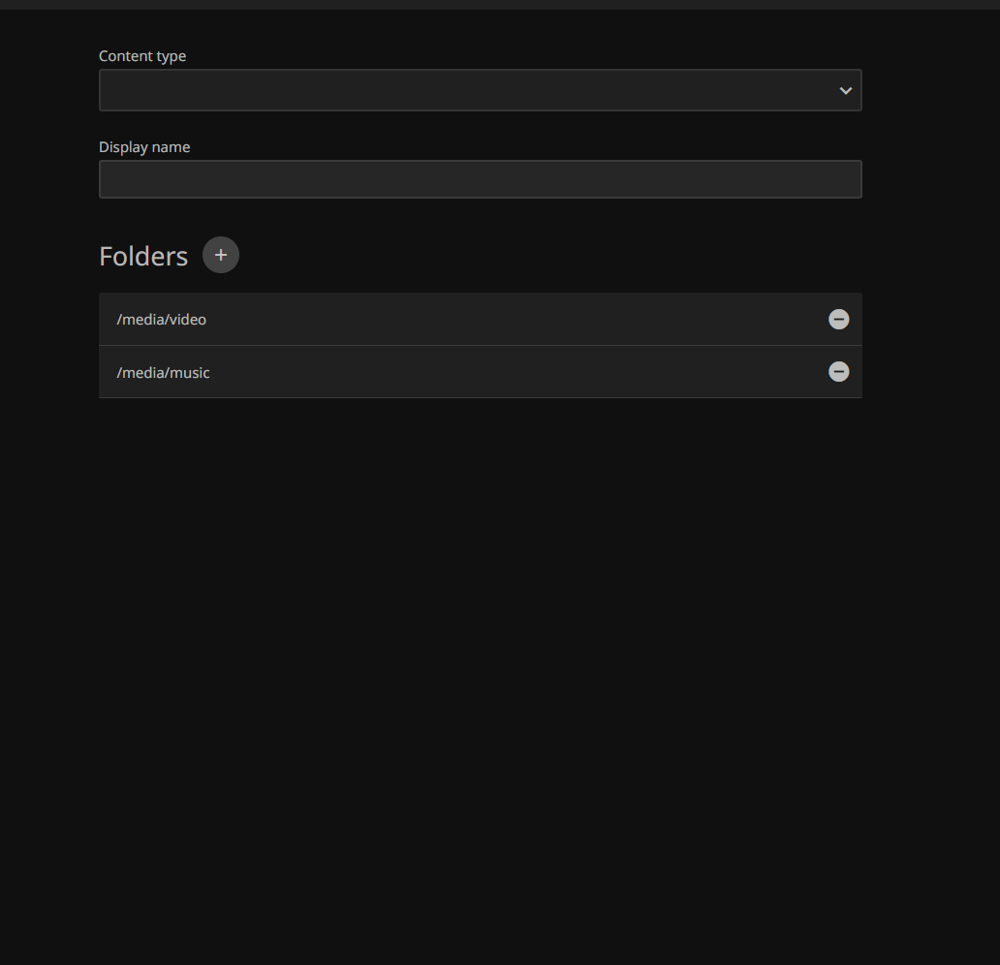 Content type
Display name
Folders
/media/video
/media/music